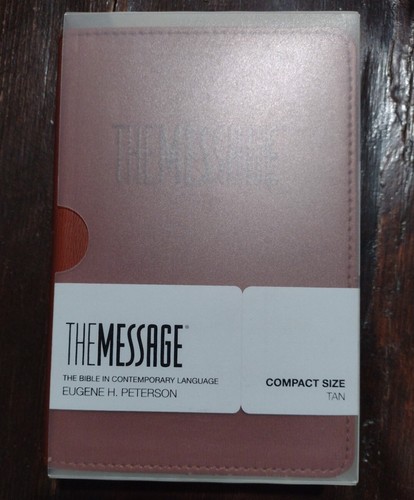 THEMESSAGE
THEMESSAGE®
THE BIBLE IN CONTEMPORARY LANGUAGE
EUGENE H. PETERSON
COMPACT SIZE
TAN